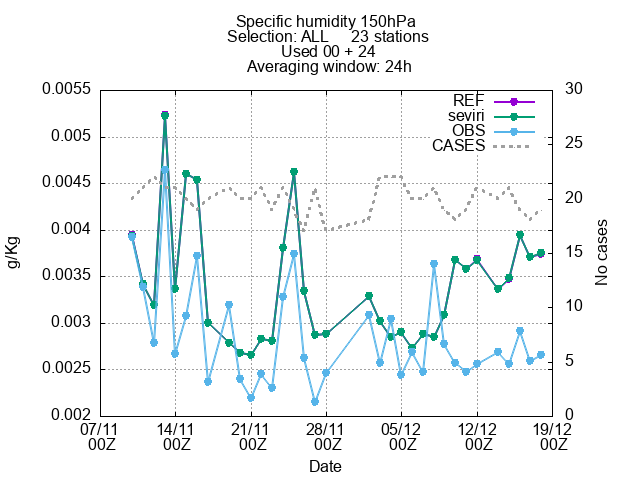 Specific humidity 150hPa
Selection: ALL 23 stations
Used 00 + 24
Averaging window: 24h
0.0055
0.005
0.0045
0.004
0.0035
0.003
0.0025
0.002
g/Kg
30
25
20
15
10
5
0
No cases
REF
seviri
OBS
CASES
07/11 14/11 21/11 28/11 05/12 12/12 19/12
00Z 00Z 00Z 00Z 00Z 00Z 00Z
Date